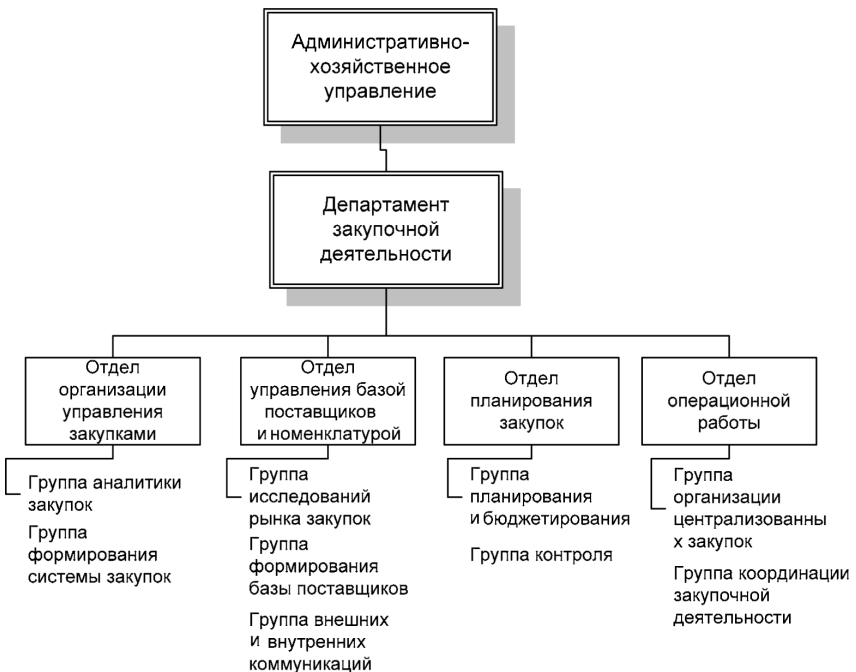 Административно-
хозяйственное
управление
Департамент
закупочной
деятельности
Отдел
организации
управления
закупками
Отдел
управления базой
поставщиков
и номенклатурой
Отдел
планирования
закупок
Отдел
операционной
работы
Группа аналитики
закупок
Группа
формирования
системы закупок
Группа
исследований
рынка закупок
Группа
формирования
базы поставщиков
Группа внешних
и внутренних
коммуникаций
Группа
планирования
и бюджетирования
Группа контроля
Группа
организации
централизованны
х закупок
Группа координации
закупочной
деятельности